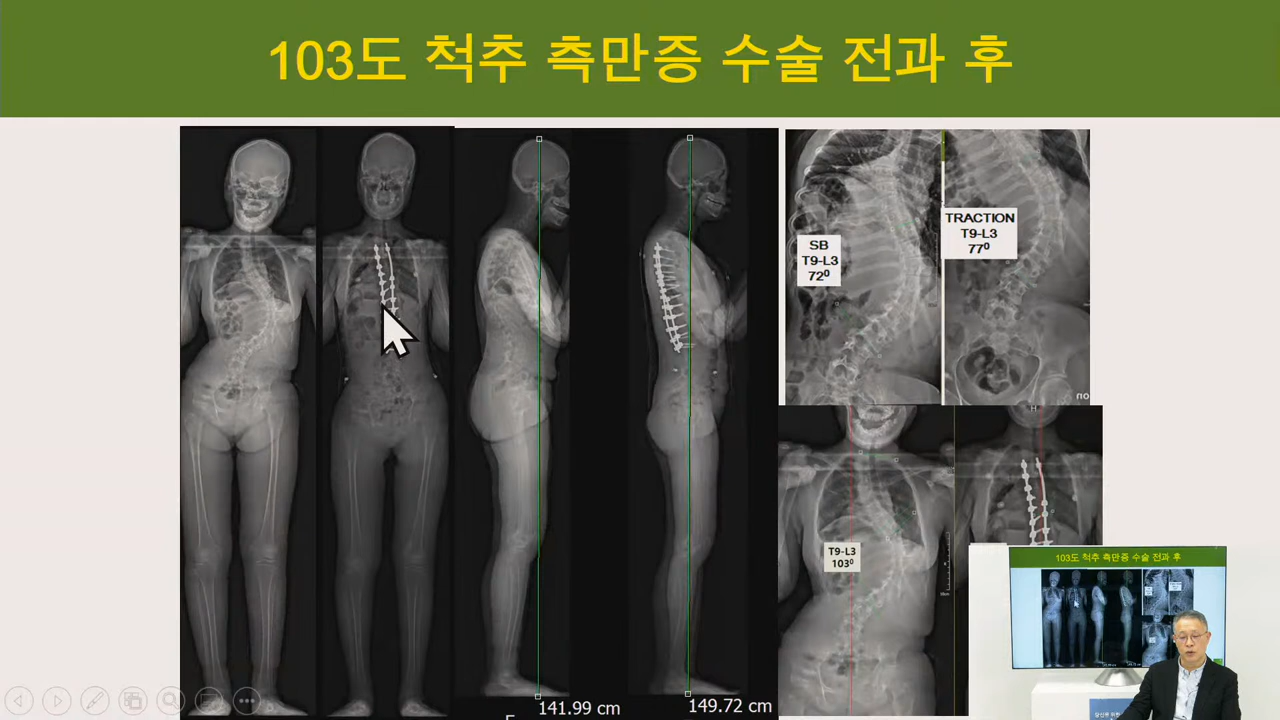 103도 척추 측만증 수술 전과 후
SB
T9-L3
72⁰
TRACTION
T9-L3
77⁰
no
H
T9-L3
103⁰
141.99 cm
149.72 cm
103도 척추 측만증 수술 전과 후